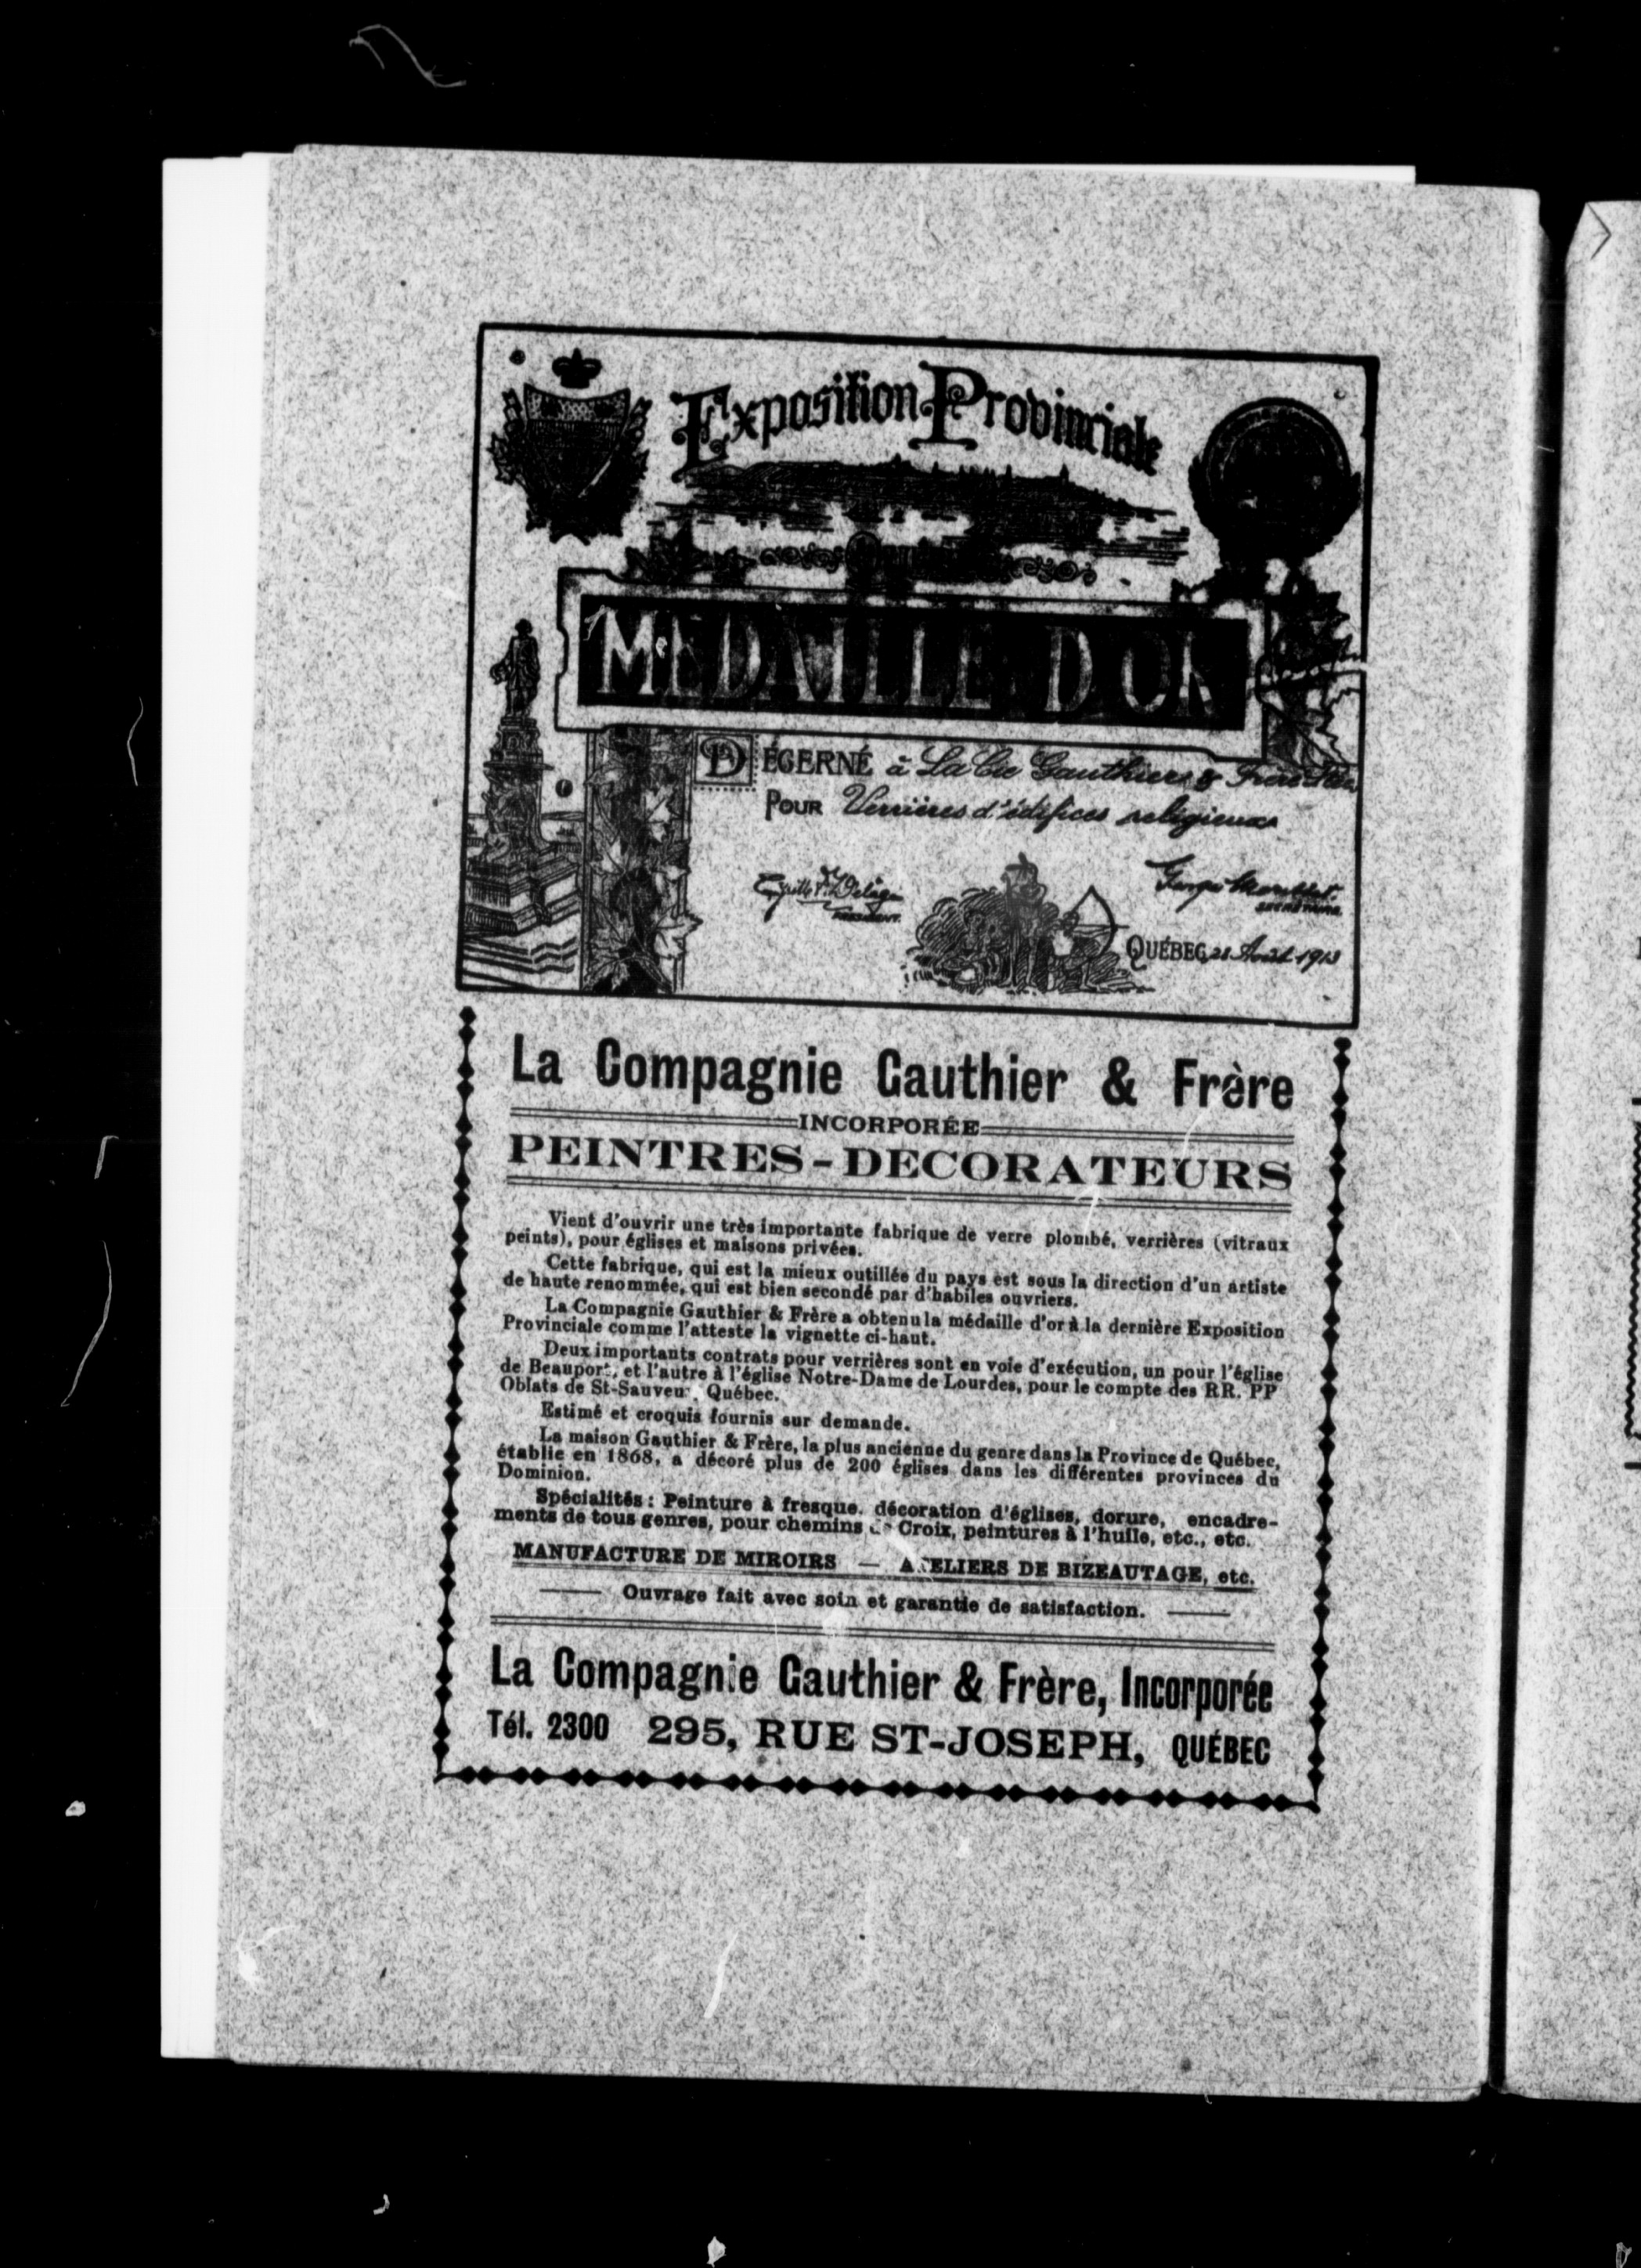 Exposition Provinciale
MÉDAILLE D'OR
DÉCERNÉ à La Cie Gauthier & Frère
POUR Verrières d'édifices religieux
PRÉSIDENT.
SECRÉTAIRE
QUÉBEC, 28 Août 1913
La Compagnie Gauthier & Frère
INCORPORÉE
PEINTRES-DECORATEURS
Vient d'ouvrir une très importante fabrique de verre plombé, verrières (vitraux
peints), pour églises et maisons privées.
Cette fabrique, qui est la mieux outillée du pays est sous la direction d'un artiste
de haute renommée, qui est bien secondé par d'habiles ouvriers.
La Compagnie Gauthier & Frère a obtenu la médaille d'or à la dernière Exposition
Provinciale comme l'atteste la vignette ci-haut.
Deux importants contrats pour verrières sont en voie d'exécution, un pour l'église
de Beauport, et l'autre à l'église Notre-Dame de Lourdes, pour le compte des RR. PP
Oblats de St-Sauveur, Québec.
Estimé et croquis fournis sur demande.
La maison Gauthier & Frère, la plus ancienne du genre dans la Province de Québec,
établie en 1868, a décoré plus de 200 églises dans les différentes provinces du
Dominion.
Spécialités : Peinture à fresque, décoration d'églises, dorure, encadre-
ments de tous genres, pour chemins de Croix, peintures à l'huile, etc., etc.
MANUFACTURE DE MIROIRS — ATELIERS DE BIZEAUTAGE, etc.
Ouvrage fait avec soin et garantie de satisfaction.
La Compagnie Gauthier & Frère, Incorporée
Tél. 2300 295, RUE ST-JOSEPH, QUÉBEC